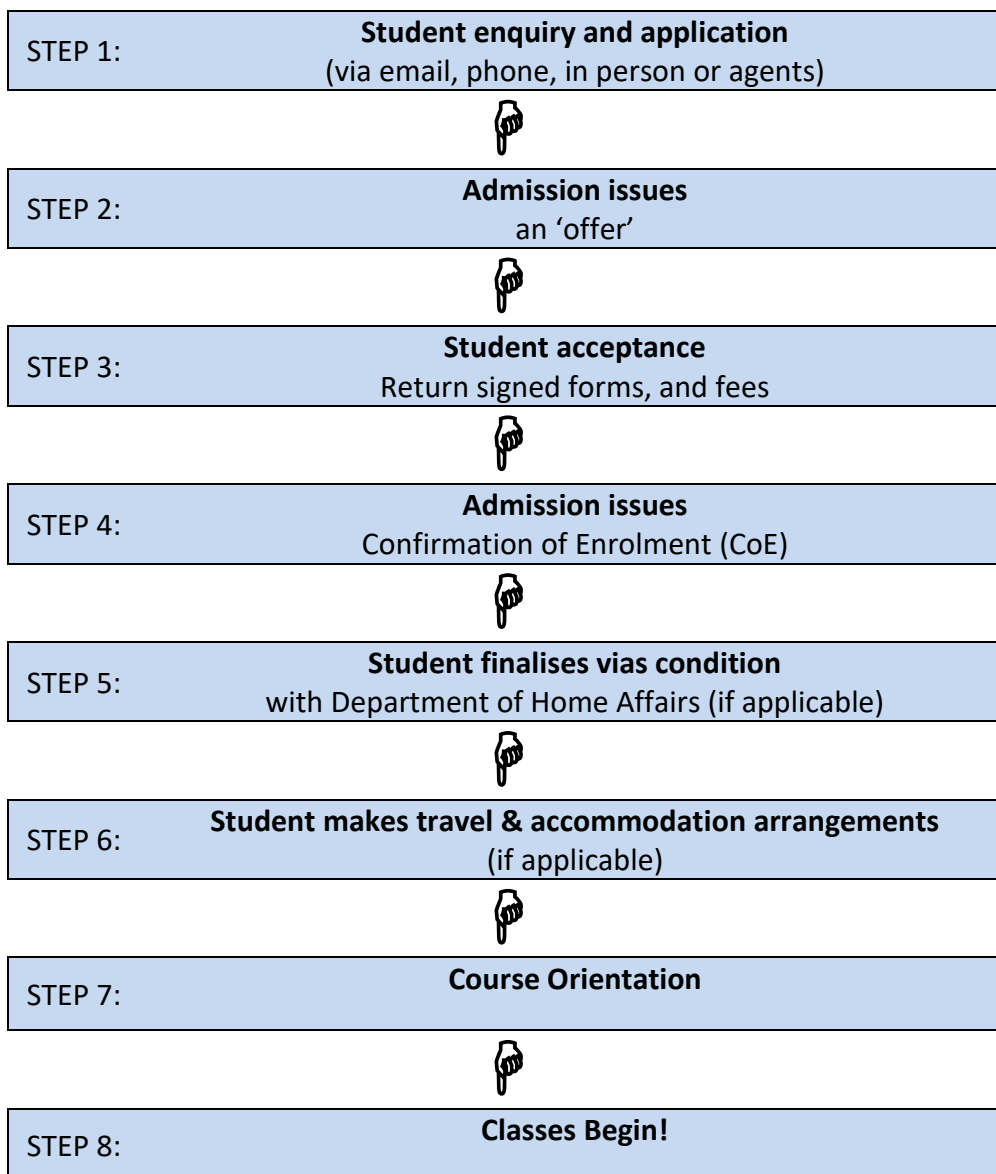 STEP 1:
Student enquiry and application
(via email, phone, in person or agents)
STEP 2:
Admission issues
an ‘offer’
STEP 3:
Student acceptance
Return signed forms, and fees
STEP 4:
Admission issues
Confirmation of Enrolment (CoE)
STEP 5:
Student finalises vias condition
with Department of Home Affairs (if applicable)
STEP 6:
Student makes travel & accommodation arrangements
(if applicable)
STEP 7:
Course Orientation
STEP 8:
Classes Begin!